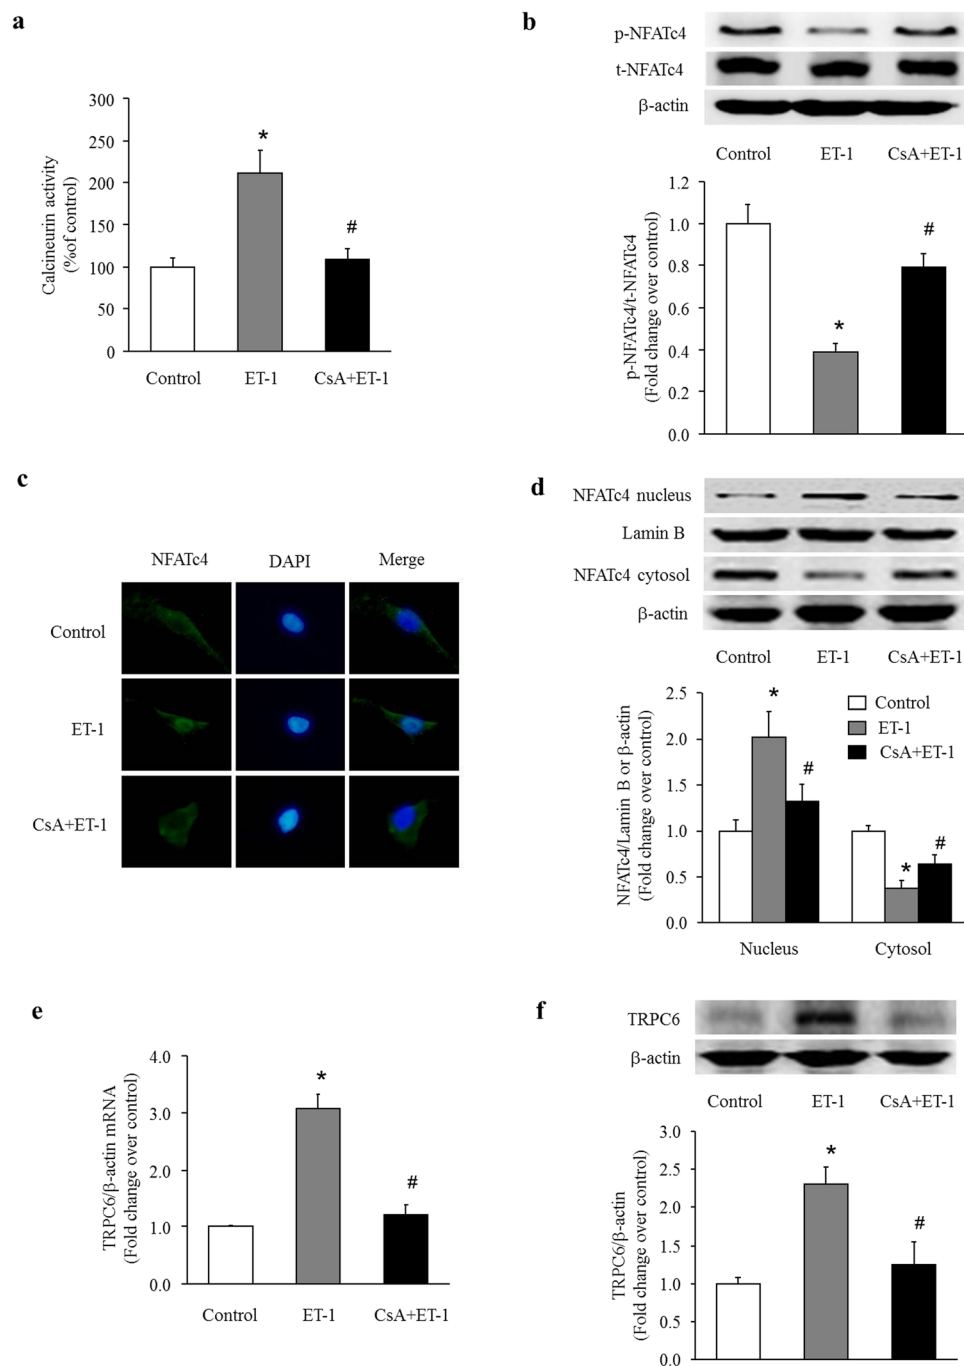 a
300
250
200
150
100
50
0
Calcineurin activity
(%of control)
*
#
Control ET-1 CsA+ET-1
b
p-NFATc4
t-NFATc4
β-actin
Control ET-1 CsA+ET-1
1.2
1.0
0.8
0.6
0.4
0.2
0.0
p-NFATc4/t-NFATc4
(Fold change over control)
*
#
c
NFATc4 DAPI Merge
Control
ET-1
CsA+ET-1
d
NFATc4 nucleus
Lamin B
NFATc4 cytosol
β-actin
Control ET-1 CsA+ET-1
2.5
2.0
1.5
1.0
0.5
0.0
NFATc4/Lamin B or β-actin
(Fold change over control)
*
#
*
#
Control
ET-1
CsA+ET-1
Nucleus Cytosol
e
4.0
3.0
2.0
1.0
0.0
TRPC6/β-actin mRNA
(Fold change over control)
*
#
Control ET-1 CsA+ET-1
f
TRPC6
β-actin
Control ET-1 CsA+ET-1
3.0
2.5
2.0
1.5
1.0
0.5
0.0
TRPC6/β-actin
(Fold change over control)
*
#